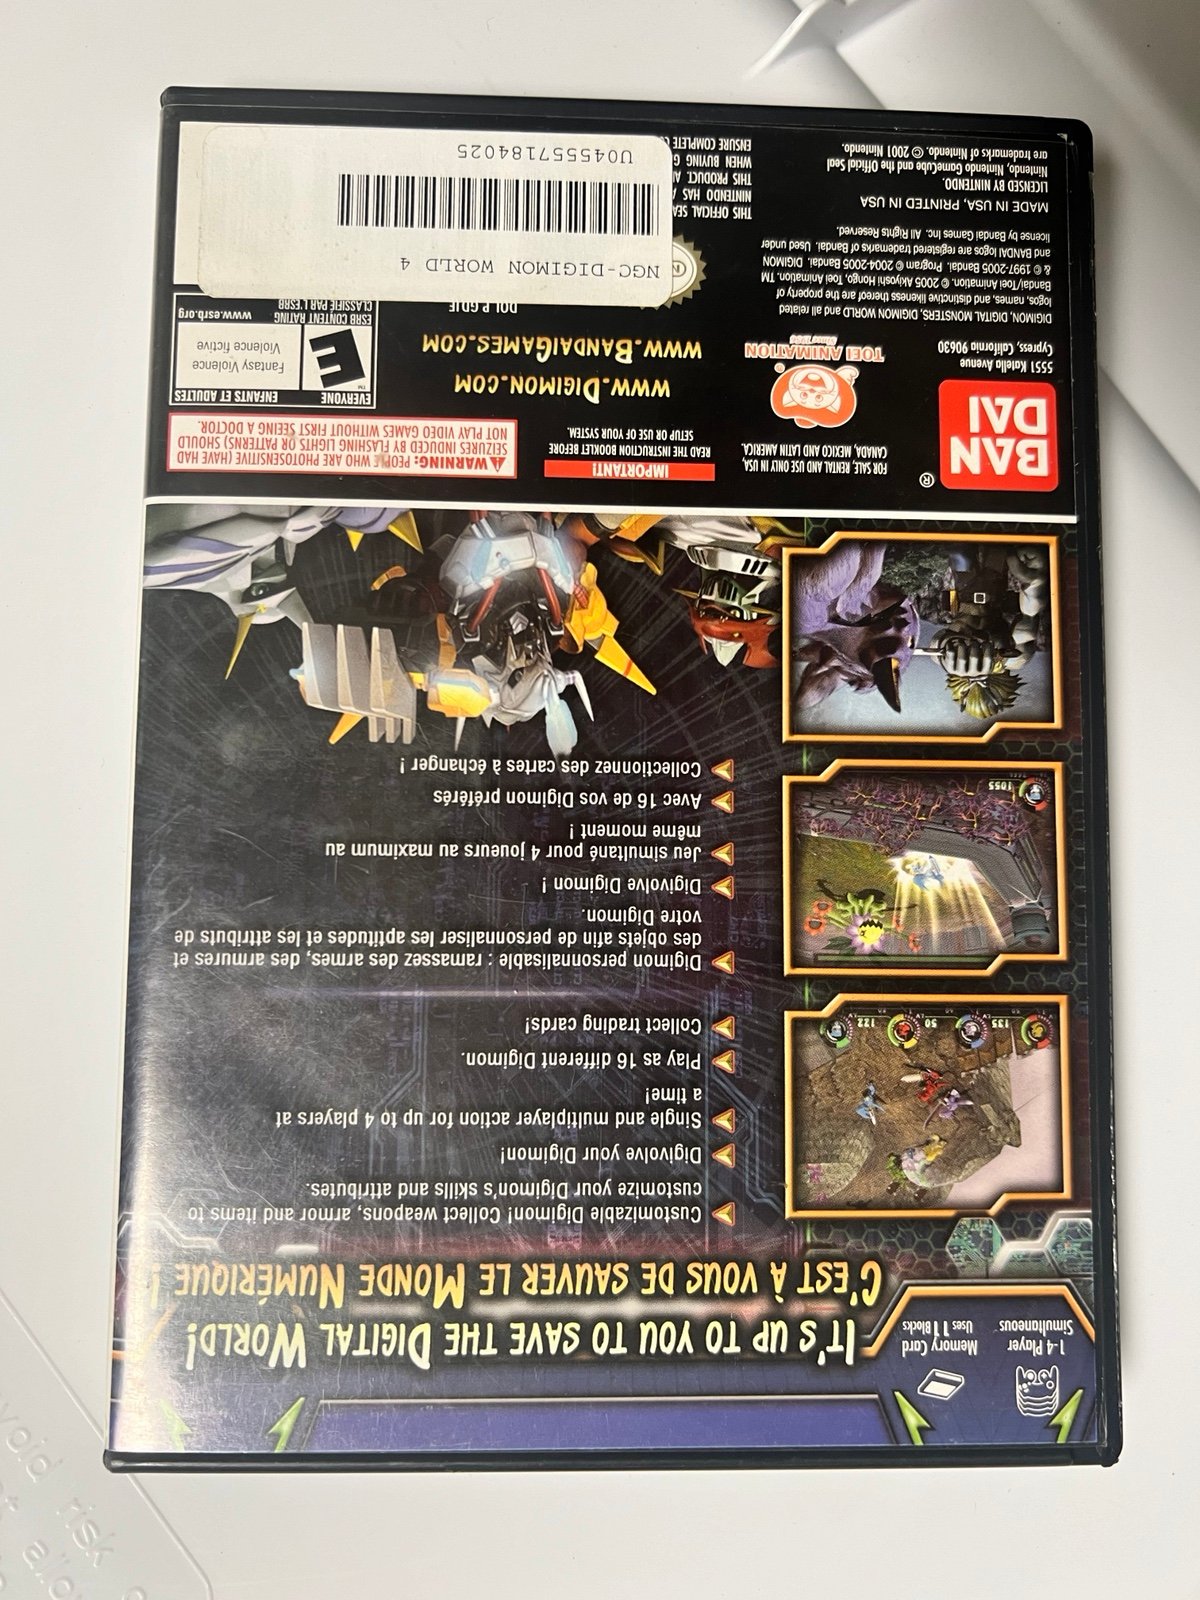 1-4 Player
Simultaneous
Memory Card
Uses 11 Blocks
IT'S UP TO YOU TO SAVE THE DIGITAL WORLD!
C'EST À VOUS DE SAUVER LE MONDE NUMÉRIQUE !
Customizable Digimon! Collect weapons, armor and items to
customize your Digimon's skills and attributes.
Digivolve your Digimon!
Single and multiplayer action for up to 4 players at
a time!
Play as 16 different Digimon.
Collect trading cards!
Digimon personnalisable : ramassez des armes, des armures et
des objets afin de personnaliser les aptitudes et les attributs de
votre Digimon.
Digivolve Digimon !
Jeu simultané pour 4 joueurs au maximum au
même moment !
Avec 16 de vos Digimon préférés
Collectionnez des cartes à échanger !
135
50
122
1055
BAN
DAI
®
5551 Katella Avenue
Cypress, California 90630
FOR SALE, RENTAL AND USE ONLY IN USA,
CANADA, MEXICO AND LATIN AMERICA.
TOEI ANIMATION
Since 1956
®
IMPORTANT!
READ THE INSTRUCTION BOOKLET BEFORE
SETUP OR USE OF YOUR SYSTEM.
WWW.DIGIMON.COM
WWW.BANDAIGAMES.COM
WARNING: PEOPLE WHO ARE PHOTOSENSITIVE (HAVE HAD
SEIZURES INDUCED BY FLASHING LIGHTS OR PATTERNS) SHOULD
NOT PLAY VIDEO GAMES WITHOUT FIRST SEEING A DOCTOR.
EVERYONE
ENFANTS ET ADULTES
E
TM
Fantasy Violence
Violence fictive
ESRB CONTENT RATING
CLASSIFIÉ PAR L'ESRB
www.esrb.org
DIGIMON, DIGITAL MONSTERS, DIGIMON WORLD and all related
logos, names, and distinctive likeness thereof are the property of
Bandai/Toei Animation. © 2005 Akiyoshi Hongo, Toei Animation. TM
& © 1997-2005 Bandai. Program © 2004-2005 Bandai. DIGIMON
and BANDAI logos are registered trademarks of Bandai. Used under
license by Bandai Games Inc. All Rights Reserved.
MADE IN USA, PRINTED IN USA
LICENSED BY NINTENDO.
Nintendo, Nintendo GameCube and the Official Seal
are trademarks of Nintendo. © 2001 Nintendo.
THIS OFFICIAL SEA
NINTENDO HAS
THIS PRODUCT.
WHEN BUYING
ENSURE COMPLETE
NGC-DIGIMON WORLD 4
U045557184025